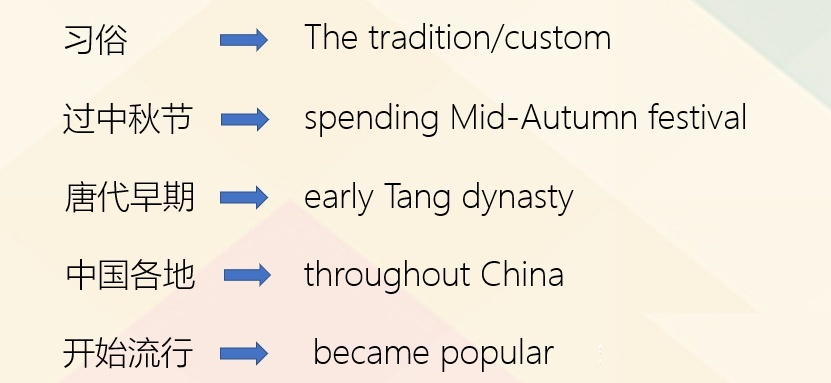 习俗 The tradition/custom
过中秋节 spending Mid-Autumn festival
唐代早期 early Tang dynasty
中国各地 throughout China
开始流行 became popular